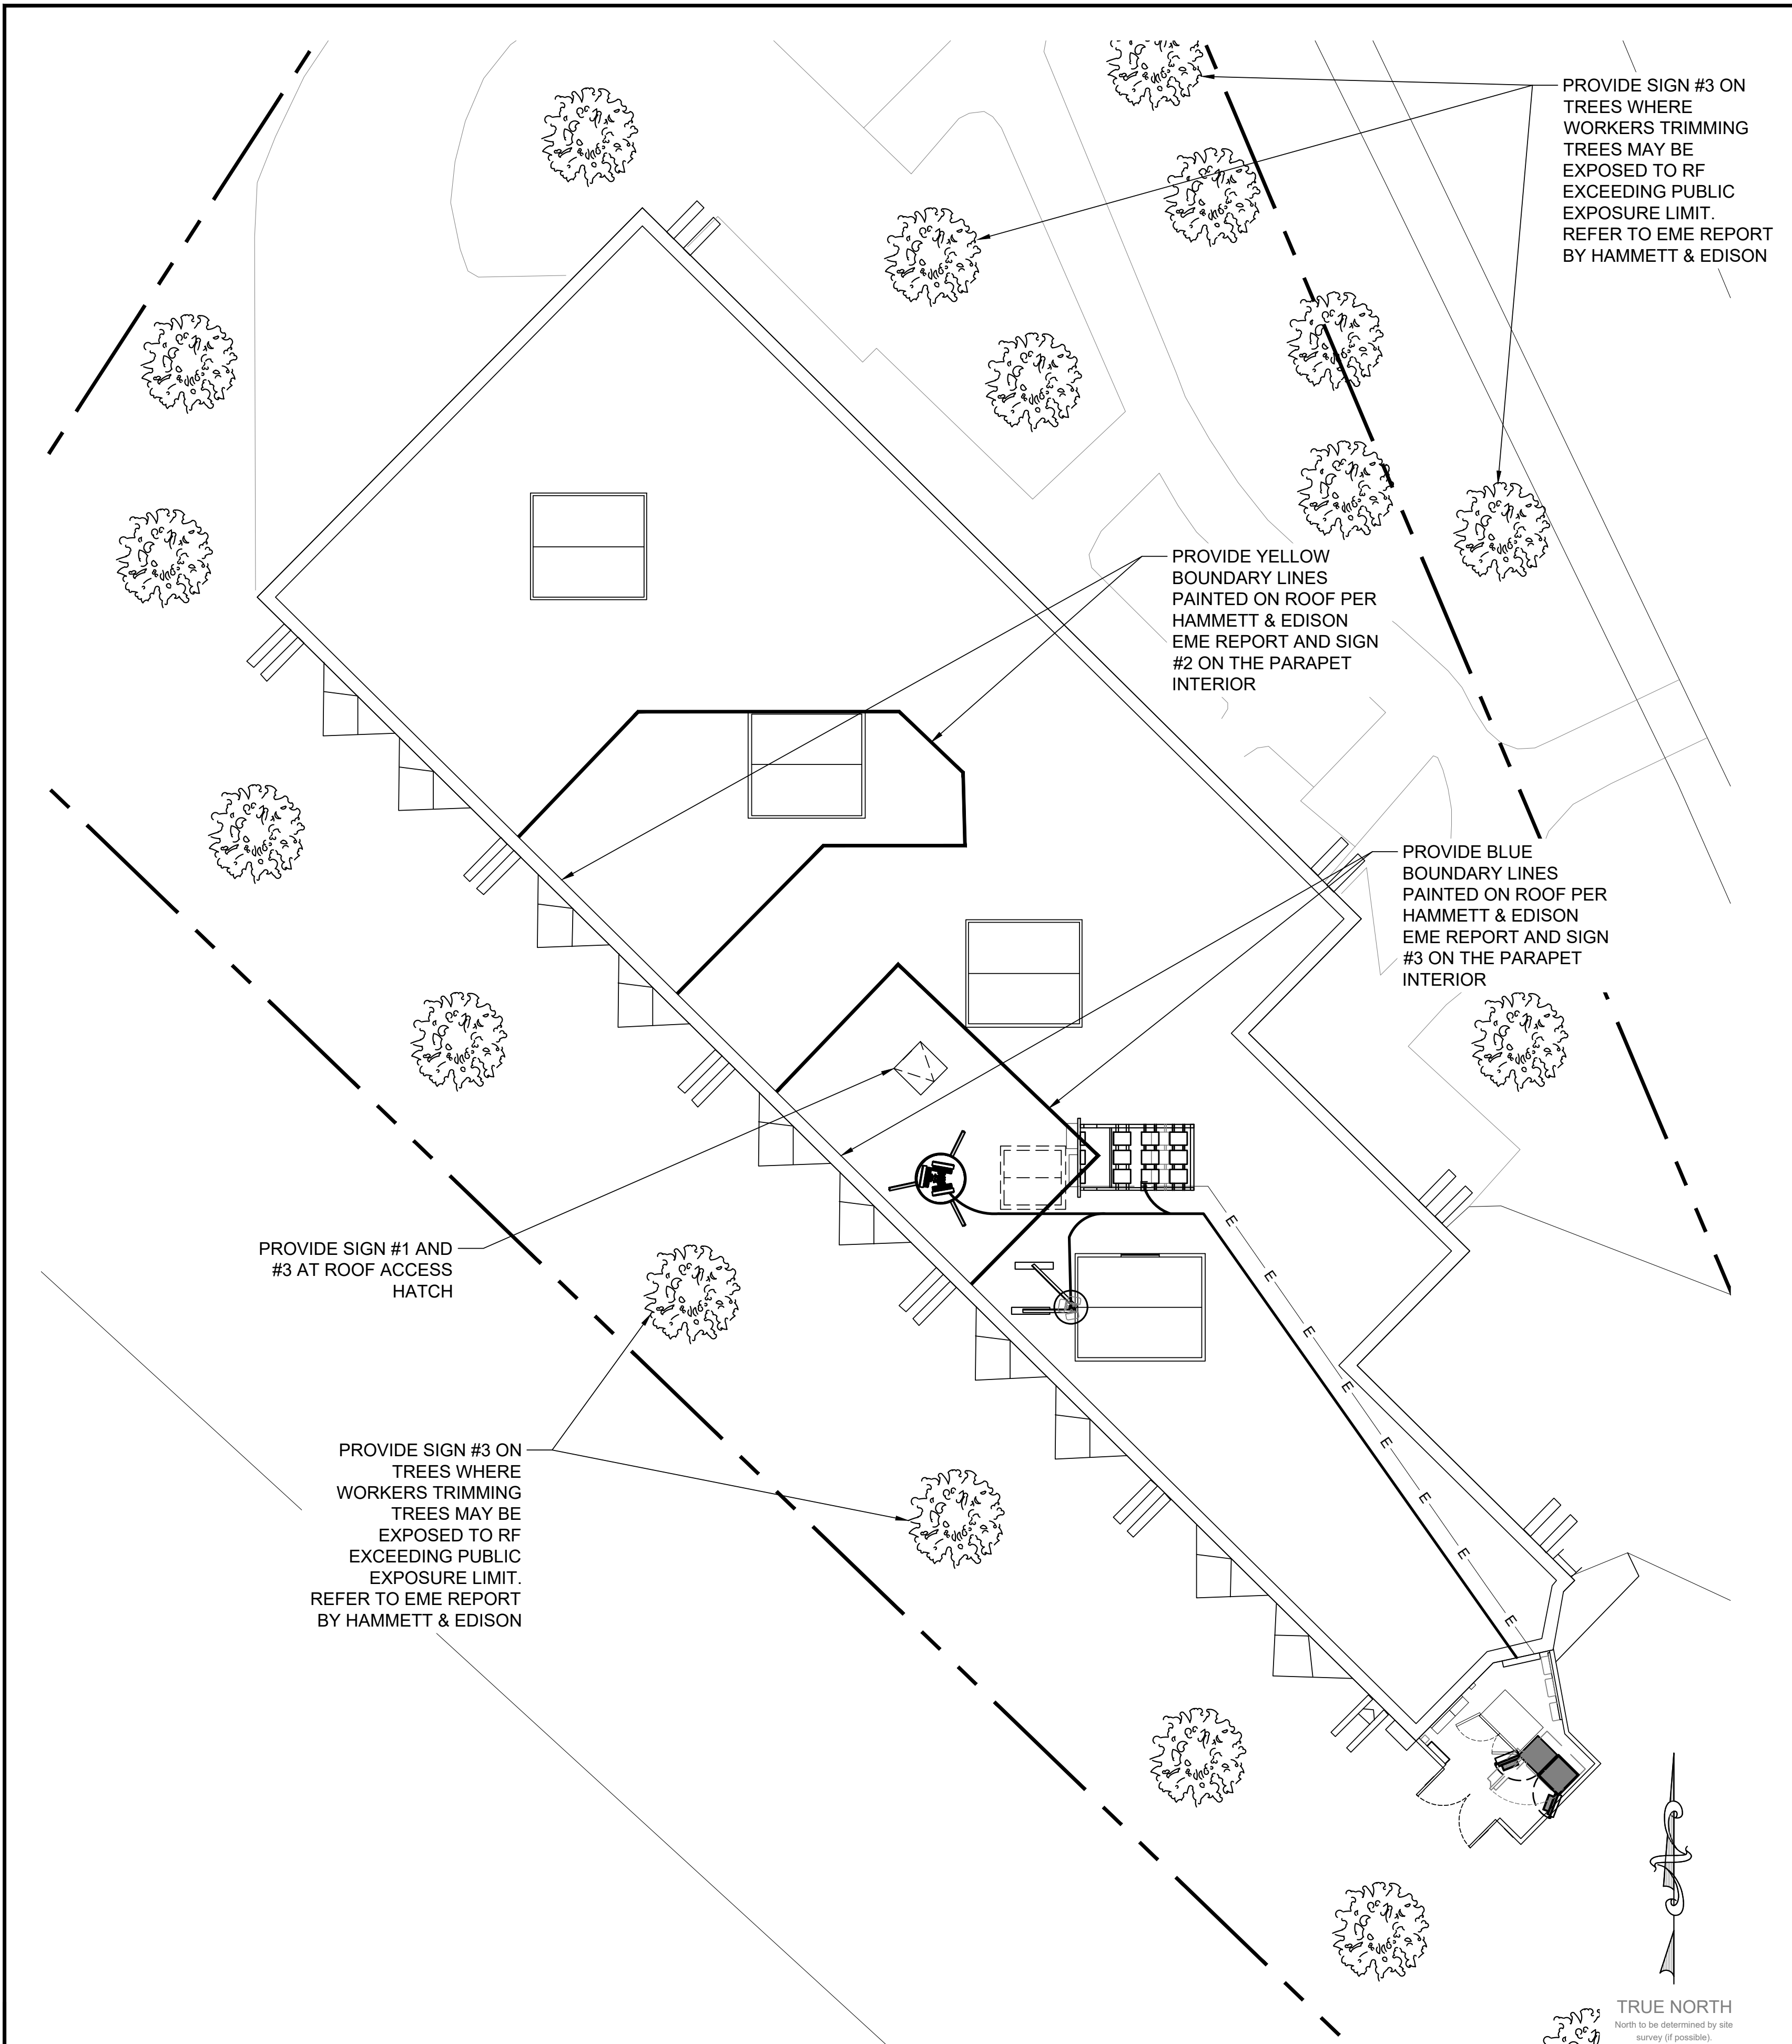 PROVIDE SIGN #3 ON
TREES WHERE
WORKERS TRIMMING
TREES MAY BE
EXPOSED TO RF
EXCEEDING PUBLIC
EXPOSURE LIMIT.
REFER TO EME REPORT
BY HAMMETT & EDISON
PROVIDE YELLOW
BOUNDARY LINES
PAINTED ON ROOF PER
HAMMETT & EDISON
EME REPORT AND SIGN
#2 ON THE PARAPET
INTERIOR
PROVIDE BLUE
BOUNDARY LINES
PAINTED ON ROOF PER
HAMMETT & EDISON
EME REPORT AND SIGN
#3 ON THE PARAPET
INTERIOR
PROVIDE SIGN #1 AND
#3 AT ROOF ACCESS
HATCH
E
E
E
E
E
E
E
E
PROVIDE SIGN #3 ON
TREES WHERE
WORKERS TRIMMING
TREES MAY BE
EXPOSED TO RF
EXCEEDING PUBLIC
EXPOSURE LIMIT.
REFER TO EME REPORT
BY HAMMETT & EDISON
TRUE NORTH
North to be determined by site
survey (if possible).